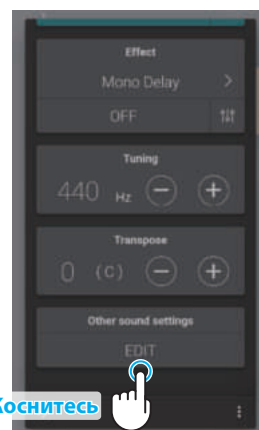 Effect
Mono Delay >
OFF
Tuning
440 Hz − +
Transpose
0 (C) − +
Other sound settings
EDIT
Коснитесь